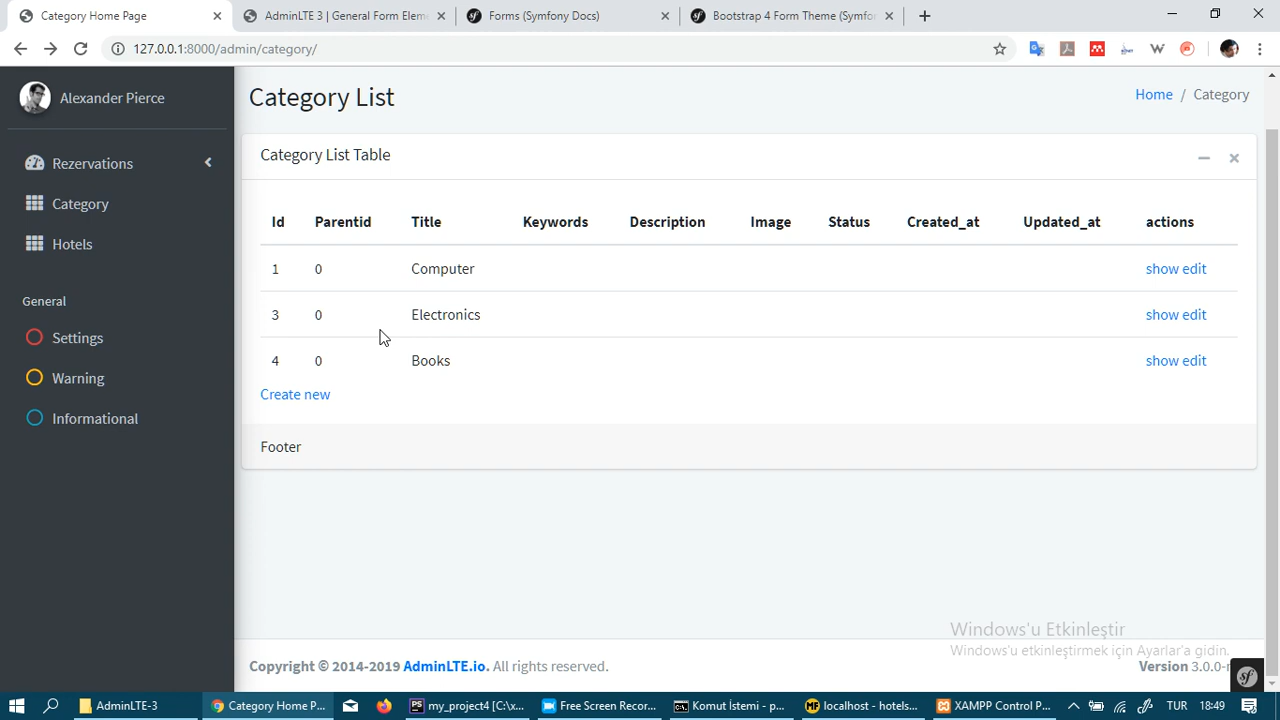 Category Home Page
AdminLTE 3 | General Form Elem
Forms (Symfony Docs)
Bootstrap 4 Form Theme (Symfo
127.0.0.1:8000/admin/category/
Alexander Pierce
Rezervations
Category
Hotels
General
Settings
Warning
Informational
Category List
Home / Category
Category List Table
Id Parentid Title Keywords Description Image Status Created_at Updated_at actions
1 0 Computer show edit
3 0 Electronics show edit
4 0 Books show edit
Create new
Footer
Windows'u Etkinleştir
Windows'u etkinleştirmek için Ayarlar'a gidin.
Copyright © 2014-2019 AdminLTE.io. All rights reserved.
Version 3.0.0-r
AdminLTE-3
Category Home P...
my_project4 [C:\x...
Free Screen Recor...
Komut İstemi - p...
localhost - hotels...
XAMPP Control P...
TUR
18:49